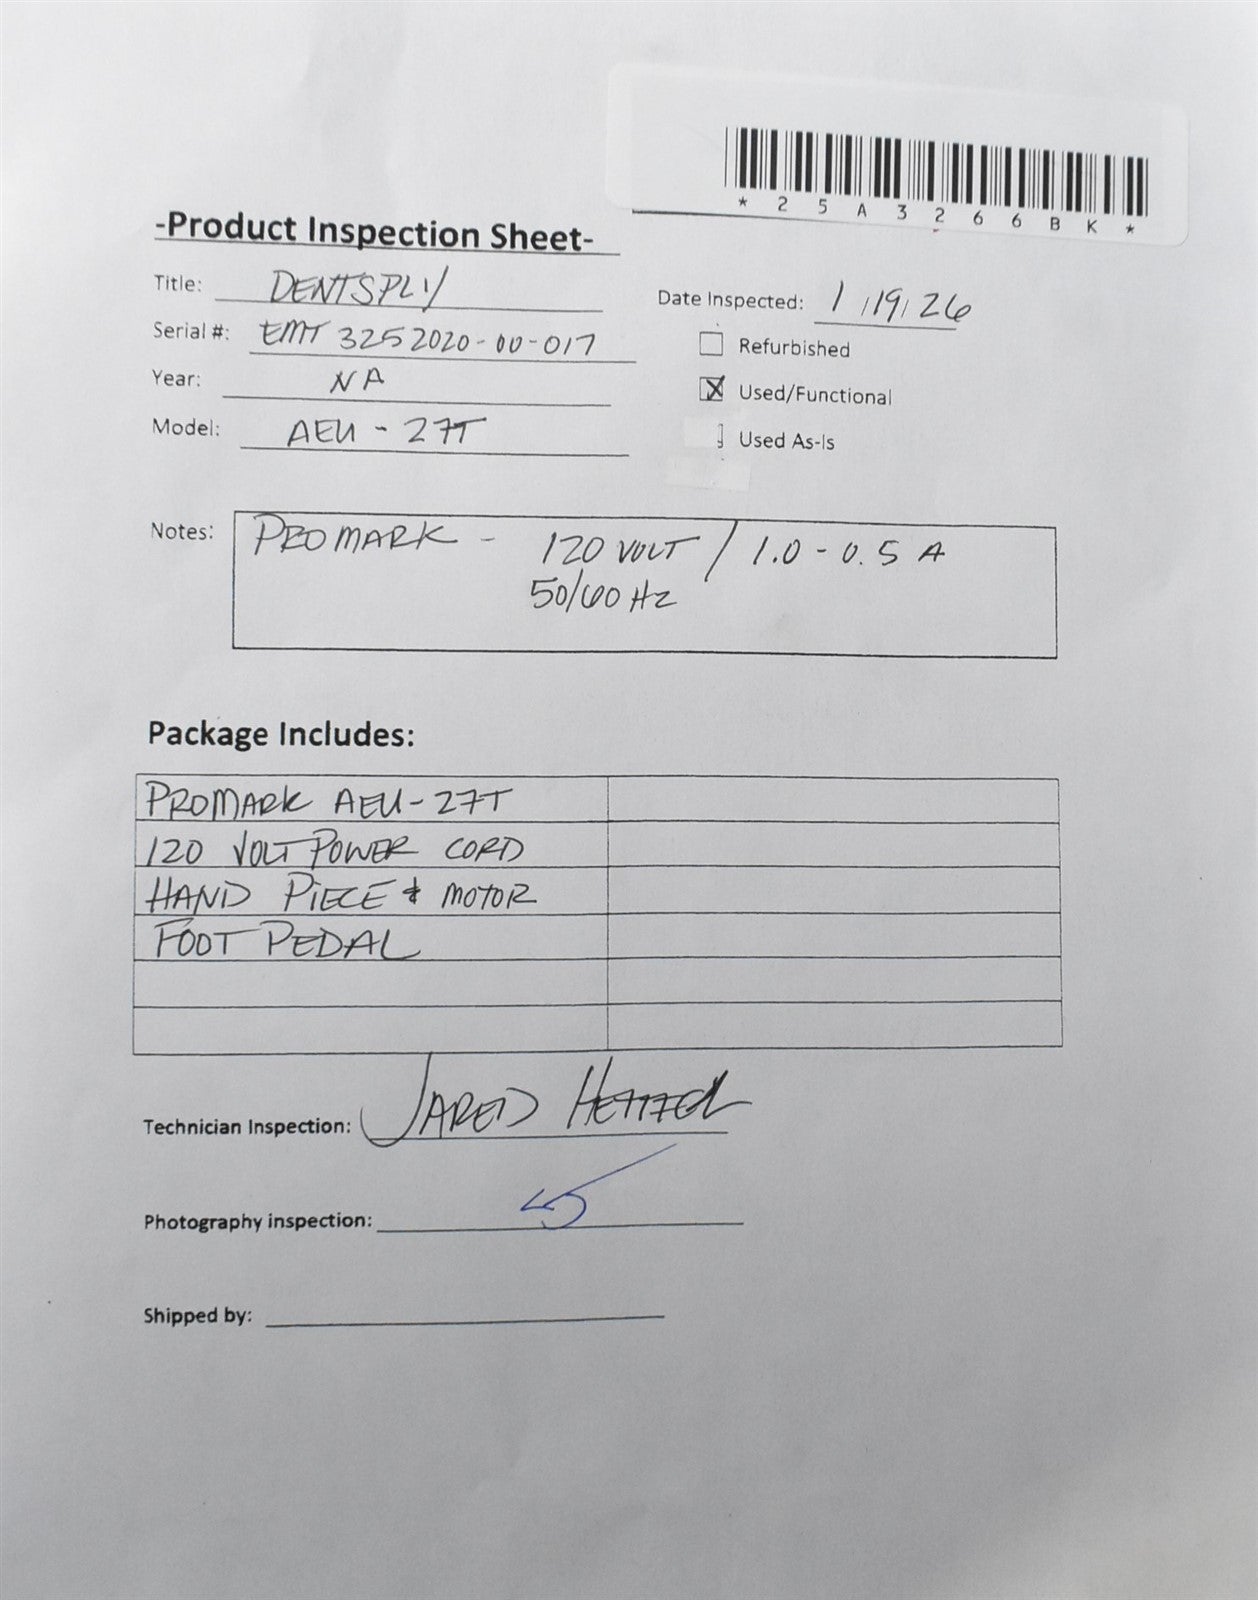 *25A3266BK*
-Product Inspection Sheet-
Title: DENTSPLY
Date Inspected: 1/19/26
Serial #: EMT 3252020-00-017
Refurbished
Year: NA
X Used/Functional
Model: AEU-27T
Used As-Is
Notes: PROMARK - 120 VOLT / 1.0-0.5 A
50/60 Hz
Package Includes:
PROMARK AEU-27T
120 VOLT POWER CORD
HAND PIECE & MOTOR
FOOT PEDAL
Technician Inspection: JARED
Photography inspection:
Shipped by: